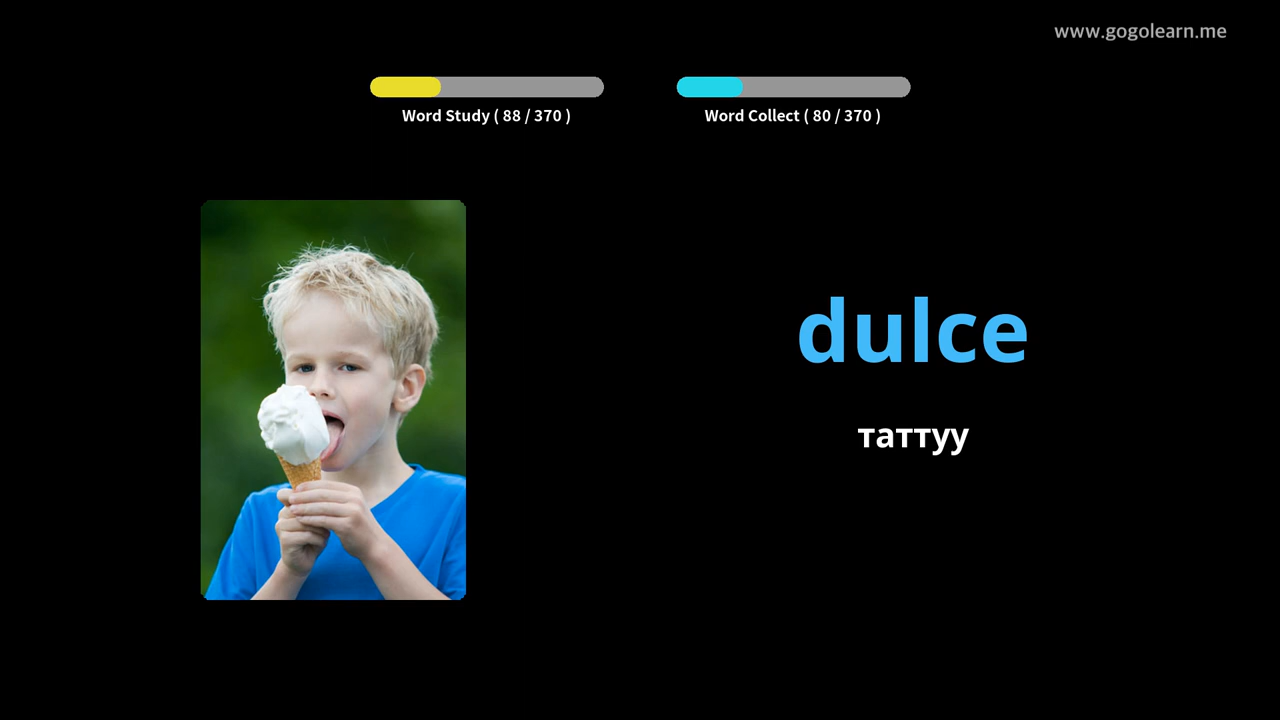 www.gogolearn.me
Word Study ( 88 / 370 )
Word Collect ( 80 / 370 )
dulce
таттуу